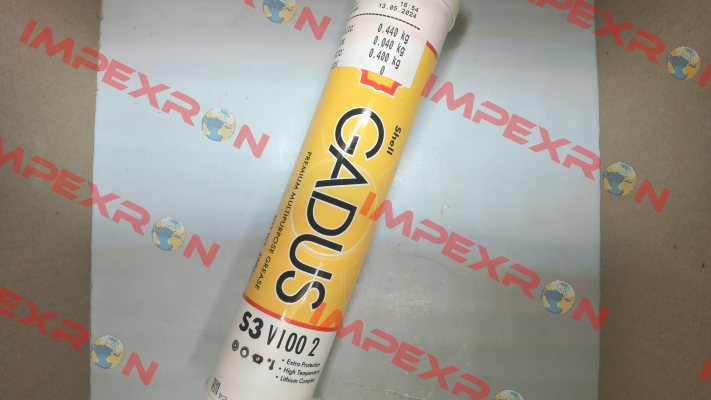 16:54
13.05.2024
0.440 kg
0.040 kg
0.400 kg
0
Shell
GADUS
PREMIUM MULTIPURPOSE GREASE
S3 V100 2
• Extra Protection
• High Temperature
• Lithium Complex
IMPEXRON
IMPEXRON
IMPEXRON
IMPEXRON
IMPEXRON
IMPEXRON
IMPEXRON